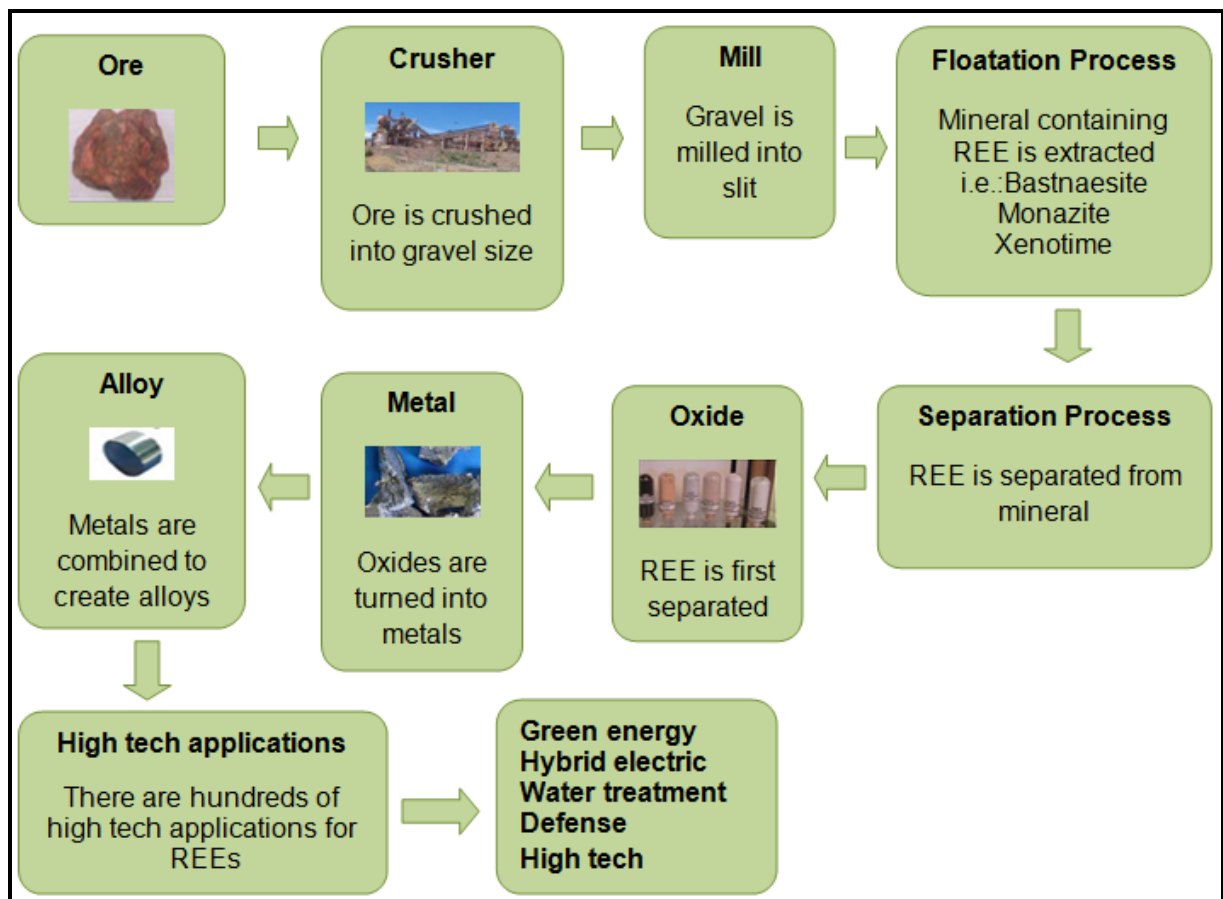 Ore
Crusher
Ore is crushed
into gravel size
Mill
Gravel is
milled into
slit
Floatation Process
Mineral containing
REE is extracted
i.e.:Bastnaesite
Monazite
Xenotime
Separation Process
REE is separated from
mineral
Oxide
REE is first
separated
Metal
Oxides are
turned into
metals
Alloy
Metals are
combined to
create alloys
High tech applications
There are hundreds of
high tech applications for
REEs
Green energy
Hybrid electric
Water treatment
Defense
High tech